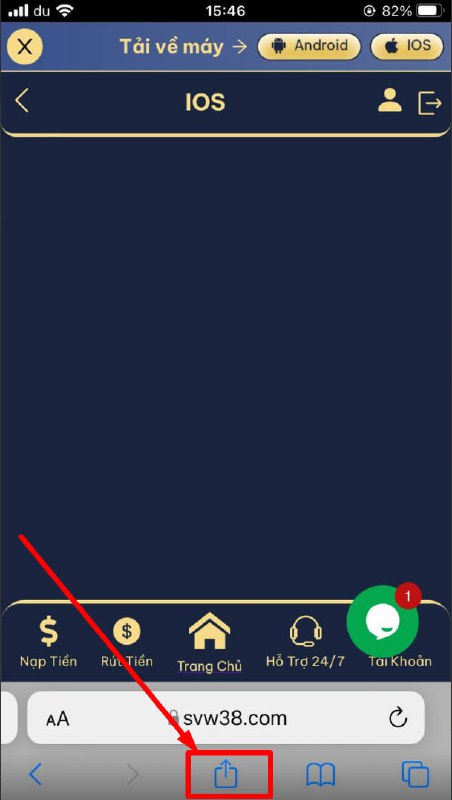 du 15:46 82%
X Tải về máy → Android IOS
IOS
1
Nạp Tiền Rút Tiền Trang Chủ Hỗ Trợ 24/7 Tài Khoản
AA svw38.com